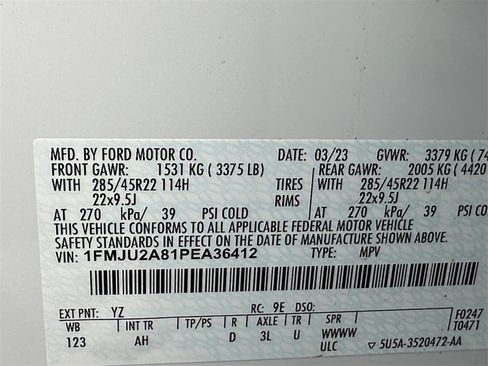 MFD. BY FORD MOTOR CO. DATE: 03/23 GVWR: 3379 KG ( 74
FRONT GAWR: 1531 KG ( 3375 LB) REAR GAWR: 2005 KG ( 4420
WITH 285/45R22 114H TIRES WITH 285/45R22 114H
22x9.5J RIMS 22x9.5J
AT 270 kPa/ 39 PSI COLD AT 270 kPa/ 39 PSI COLD
THIS VEHICLE CONFORMS TO ALL APPLICABLE FEDERAL MOTOR VEHICLE
SAFETY STANDARDS IN EFFECT ON THE DATE OF MANUFACTURE SHOWN ABOVE.
VIN: 1FMJU2A81PEA36412 TYPE: MPV
EXT PNT: YZ RC: 9E DSO: F0247
WB INT TR TP/PS R AXLE TR SPR T0471
123 AH D 3L U WWWW
ULC 5U5A-3520472-AA